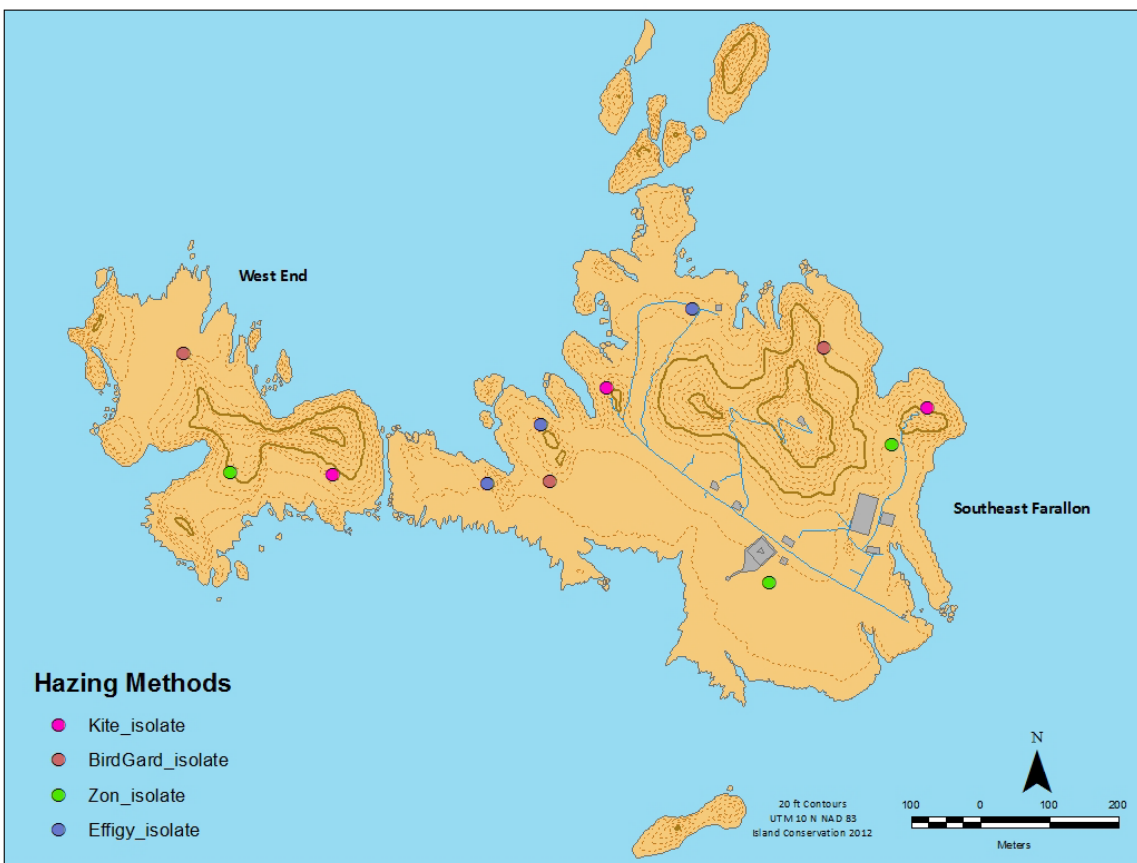 West End
Southeast Farallon
Hazing Methods
Kite_isolate
BirdGard_isolate
Zon_isolate
Effigy_isolate
20 ft Contours
UTM 10 N NAD 83
Island Conservation 2012
N
100 0 100 200
Meters